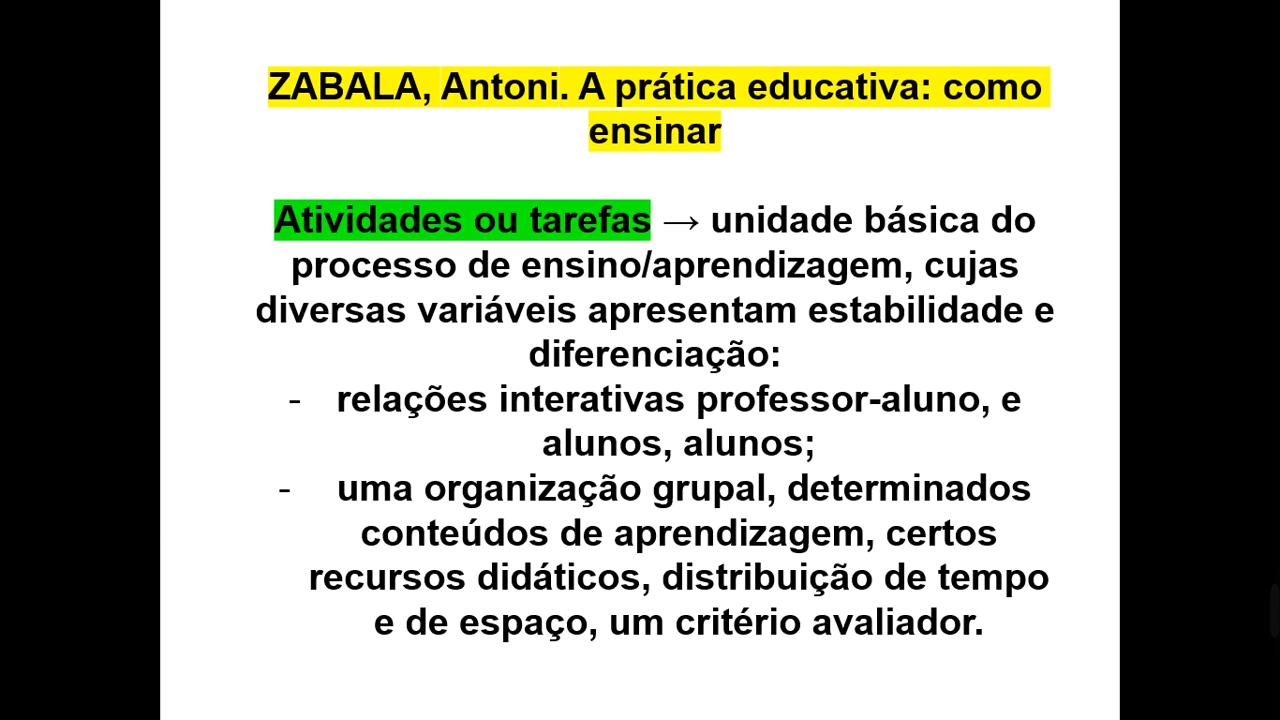 ZABALA, Antoni. A prática educativa: como
ensinar
Atividades ou tarefas → unidade básica do
processo de ensino/aprendizagem, cujas
diversas variáveis apresentam estabilidade e
diferenciação:
- relações interativas professor-aluno, e
alunos, alunos;
- uma organização grupal, determinados
conteúdos de aprendizagem, certos
recursos didáticos, distribuição de tempo
e de espaço, um critério avaliador.